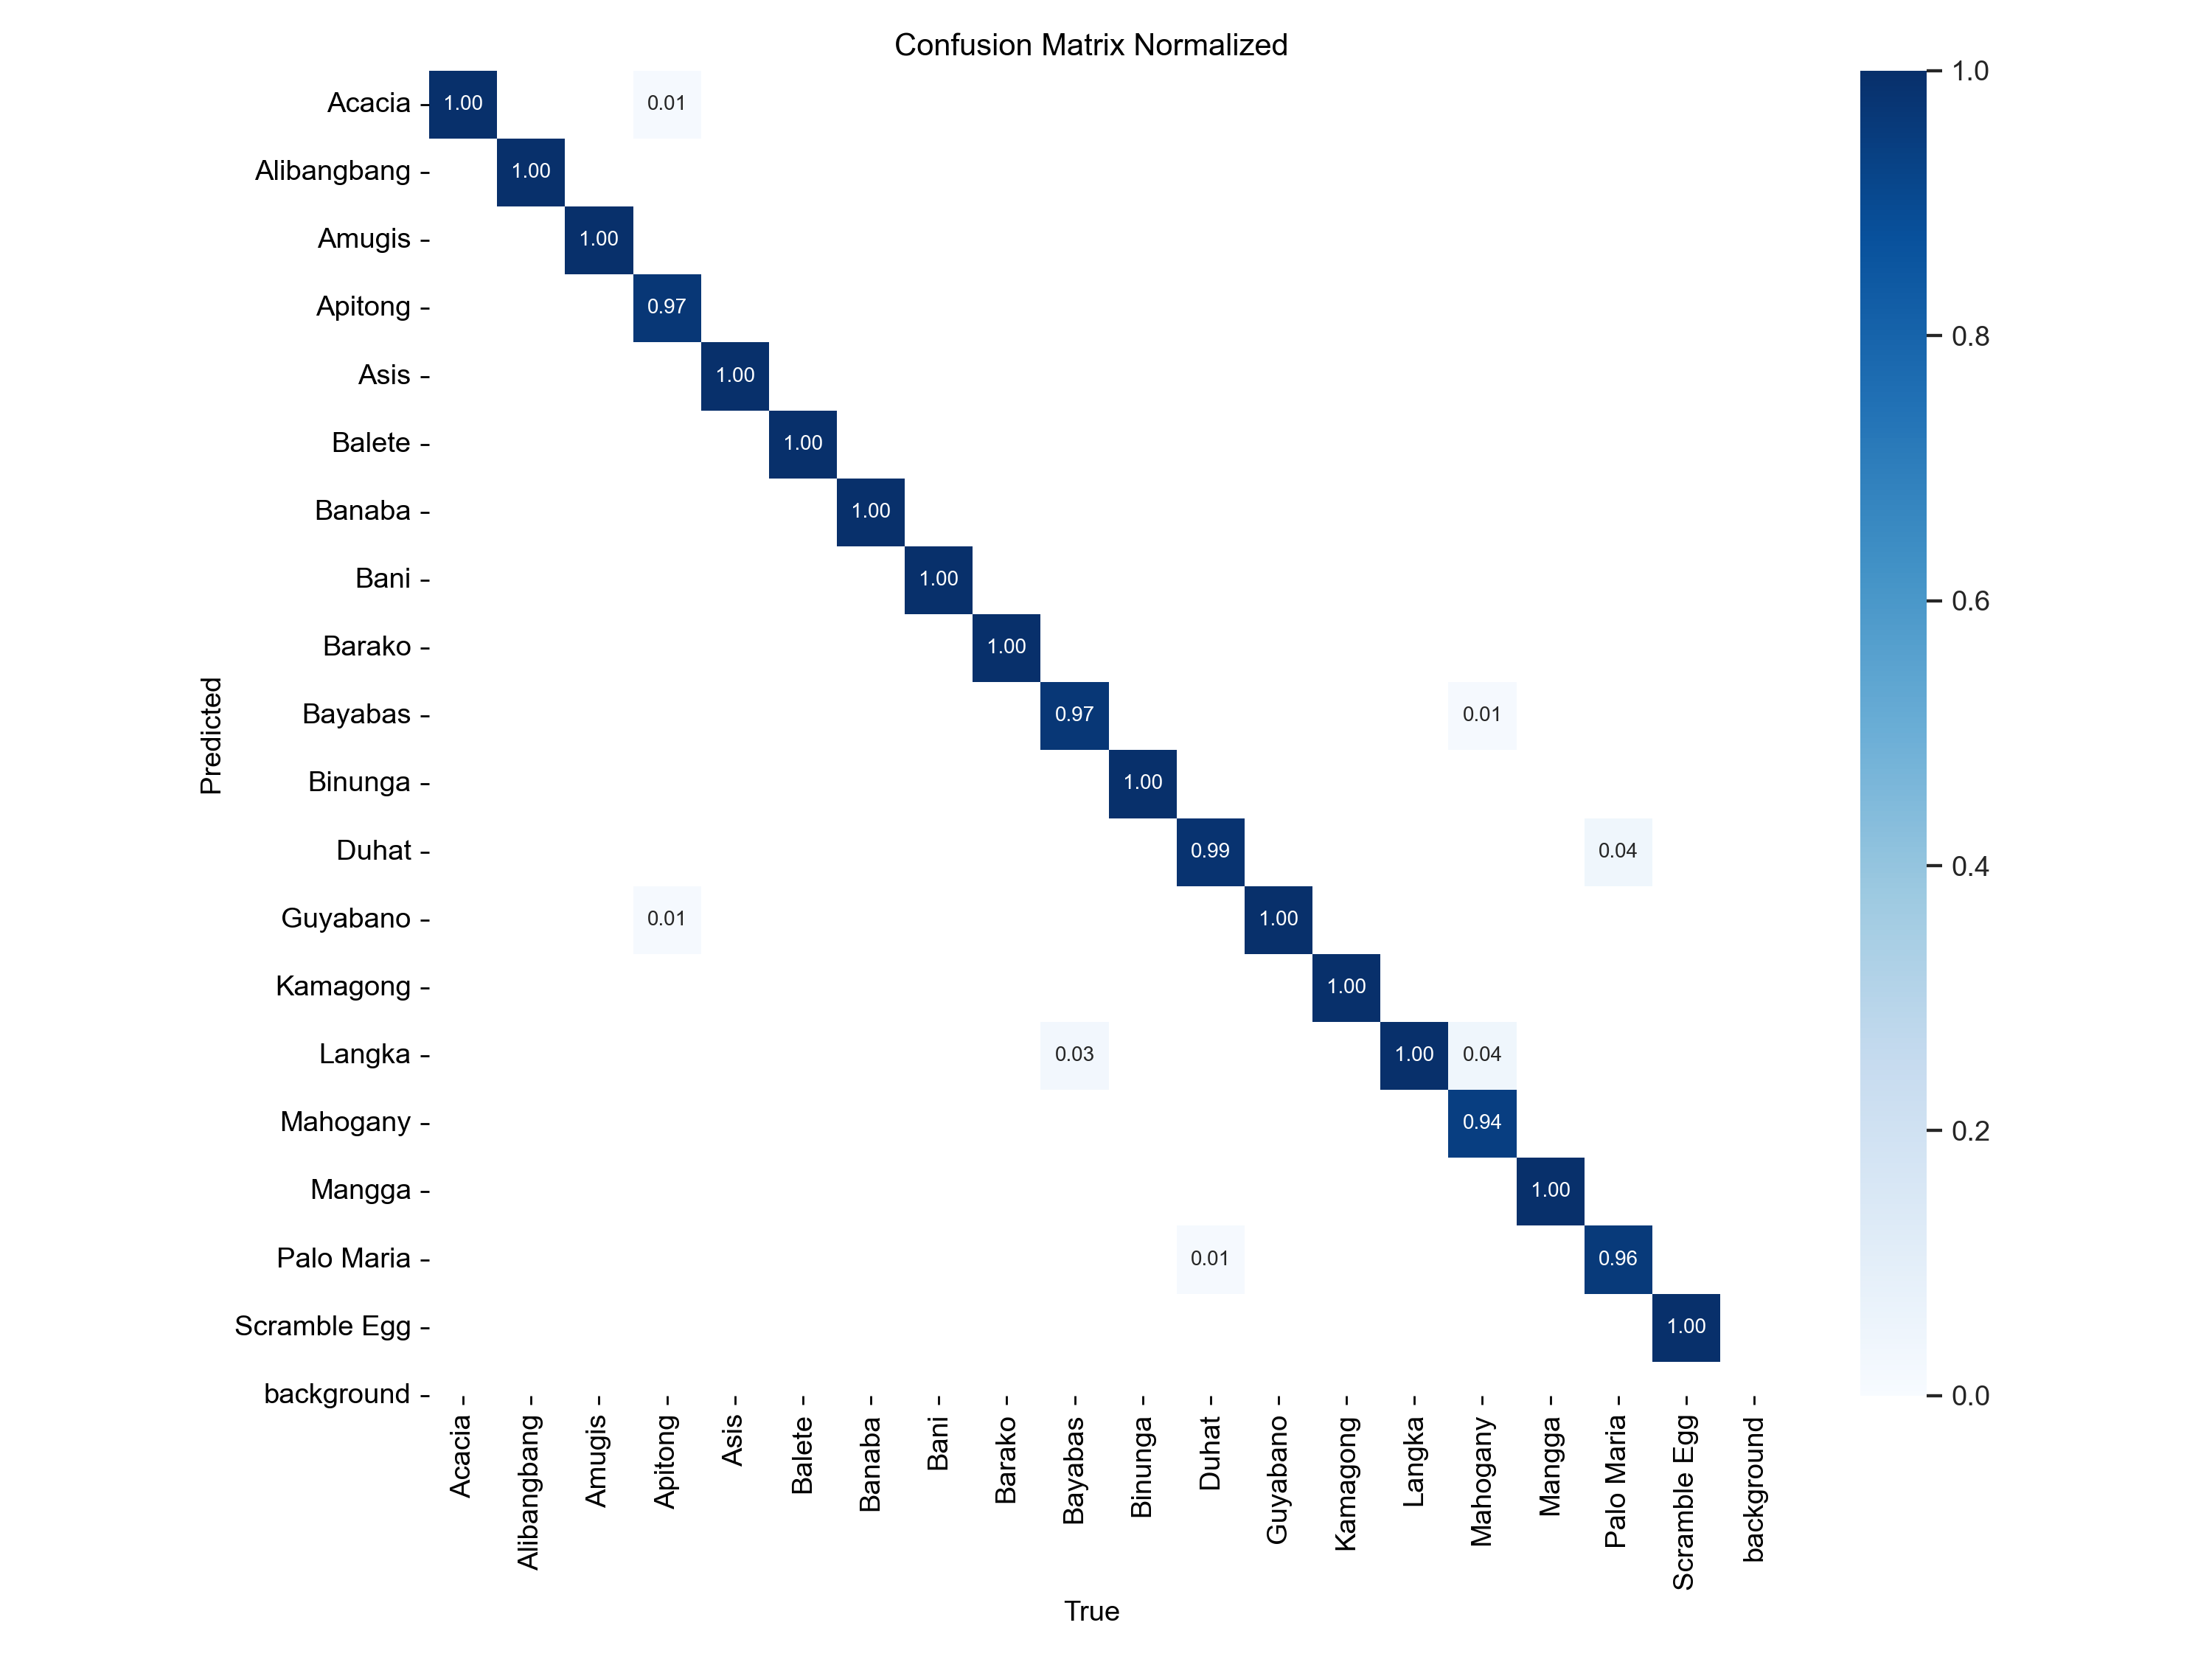 Confusion Matrix Normalized
Acacia
1.00
0.01
1.0
Alibangbang
1.00
Amugis
1.00
Apitong
0.97
0.8
Asis
1.00
Balete
1.00
Banaba
1.00
Bani
1.00
0.6
Barako
1.00
Predicted
Bayabas
0.97
0.01
Binunga
1.00
Duhat
0.99
0.04
0.4
Guyabano
0.01
1.00
Kamagong
1.00
Langka
0.03
1.00
0.04
Mahogany
0.94
0.2
Mangga
1.00
Palo Maria
0.01
0.96
Scramble Egg
1.00
background
0.0
Acacia
Alibangbang
Amugis
Apitong
Asis
Balete
Banaba
Bani
Barako
Bayabas
Binunga
Duhat
Guyabano
Kamagong
Langka
Mahogany
Mangga
Palo Maria
Scramble Egg
background
True